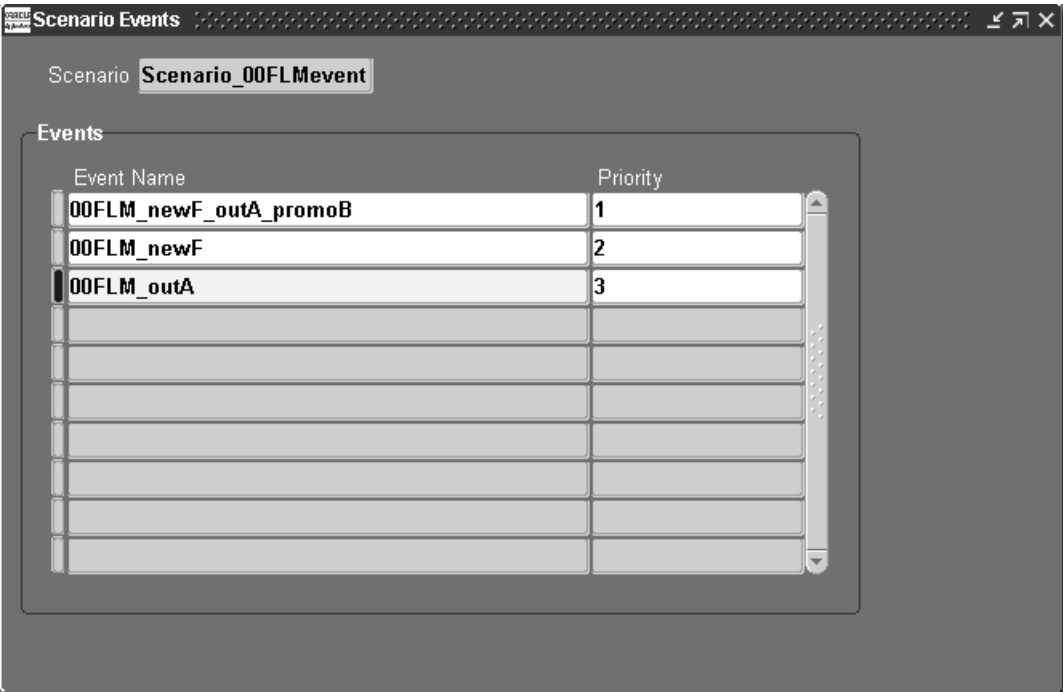 Scenario Events
Scenario Scenario_00FLMevent
Events
Event Name Priority
00FLM_newF_outA_promoB 1
00FLM_newF 2
00FLM_outA 3